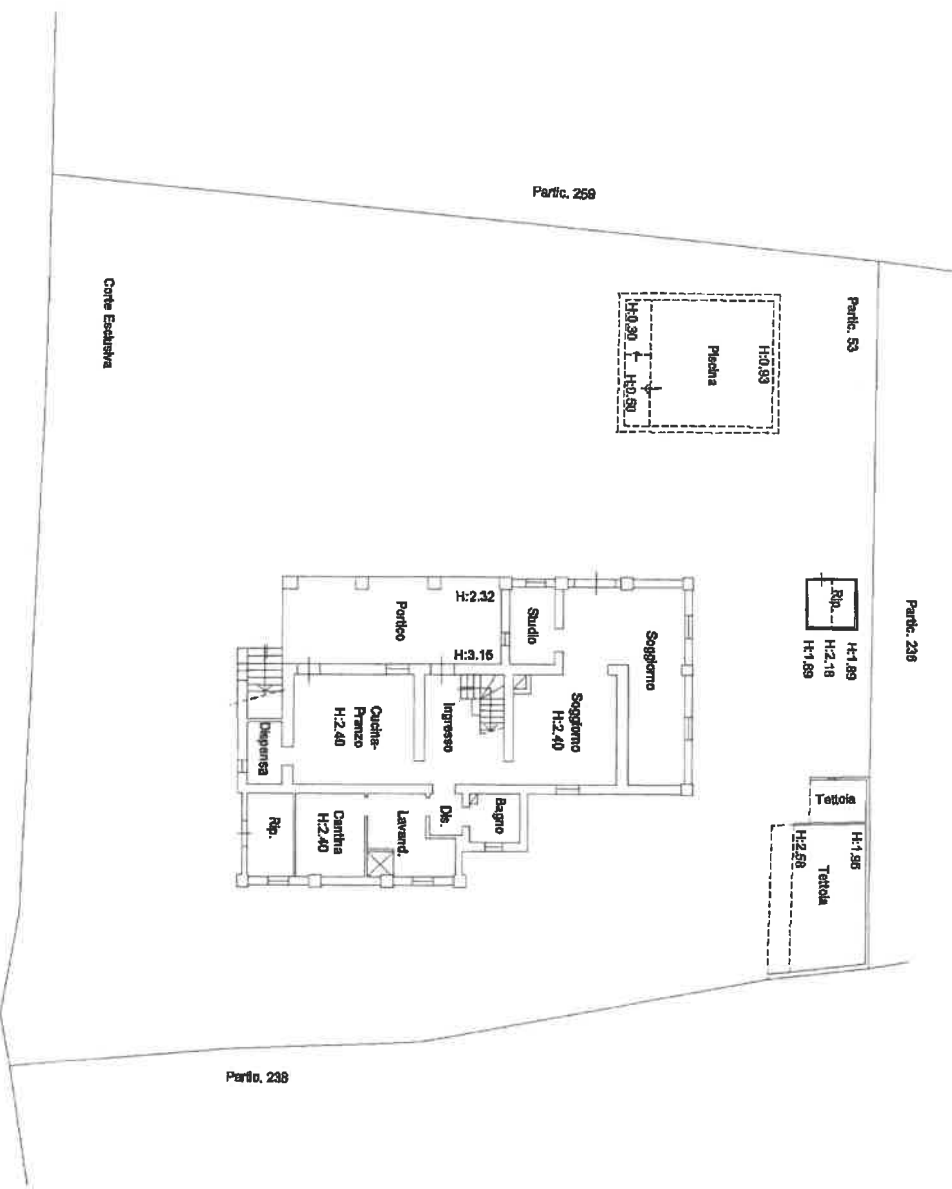 Partic. 259
Corte Esclusiva
Partic. 53
H:0.93
Piscina
H:0.30
H:0.60
Partic. 236
Rip.
H:1.89
H:2.18
H:1.89
Tettoia
H:1.95
H:2.58
Tettoia
H:2.32
Portico
H:3.15
Studio
Soggiorno
Soggiorno
H:2.40
Ingresso
Cucina-
Pranzo
H:2.40
Dispensa
Bagno
Dis.
Lavand.
Cantina
H:2.40
Rip.
Partic. 238